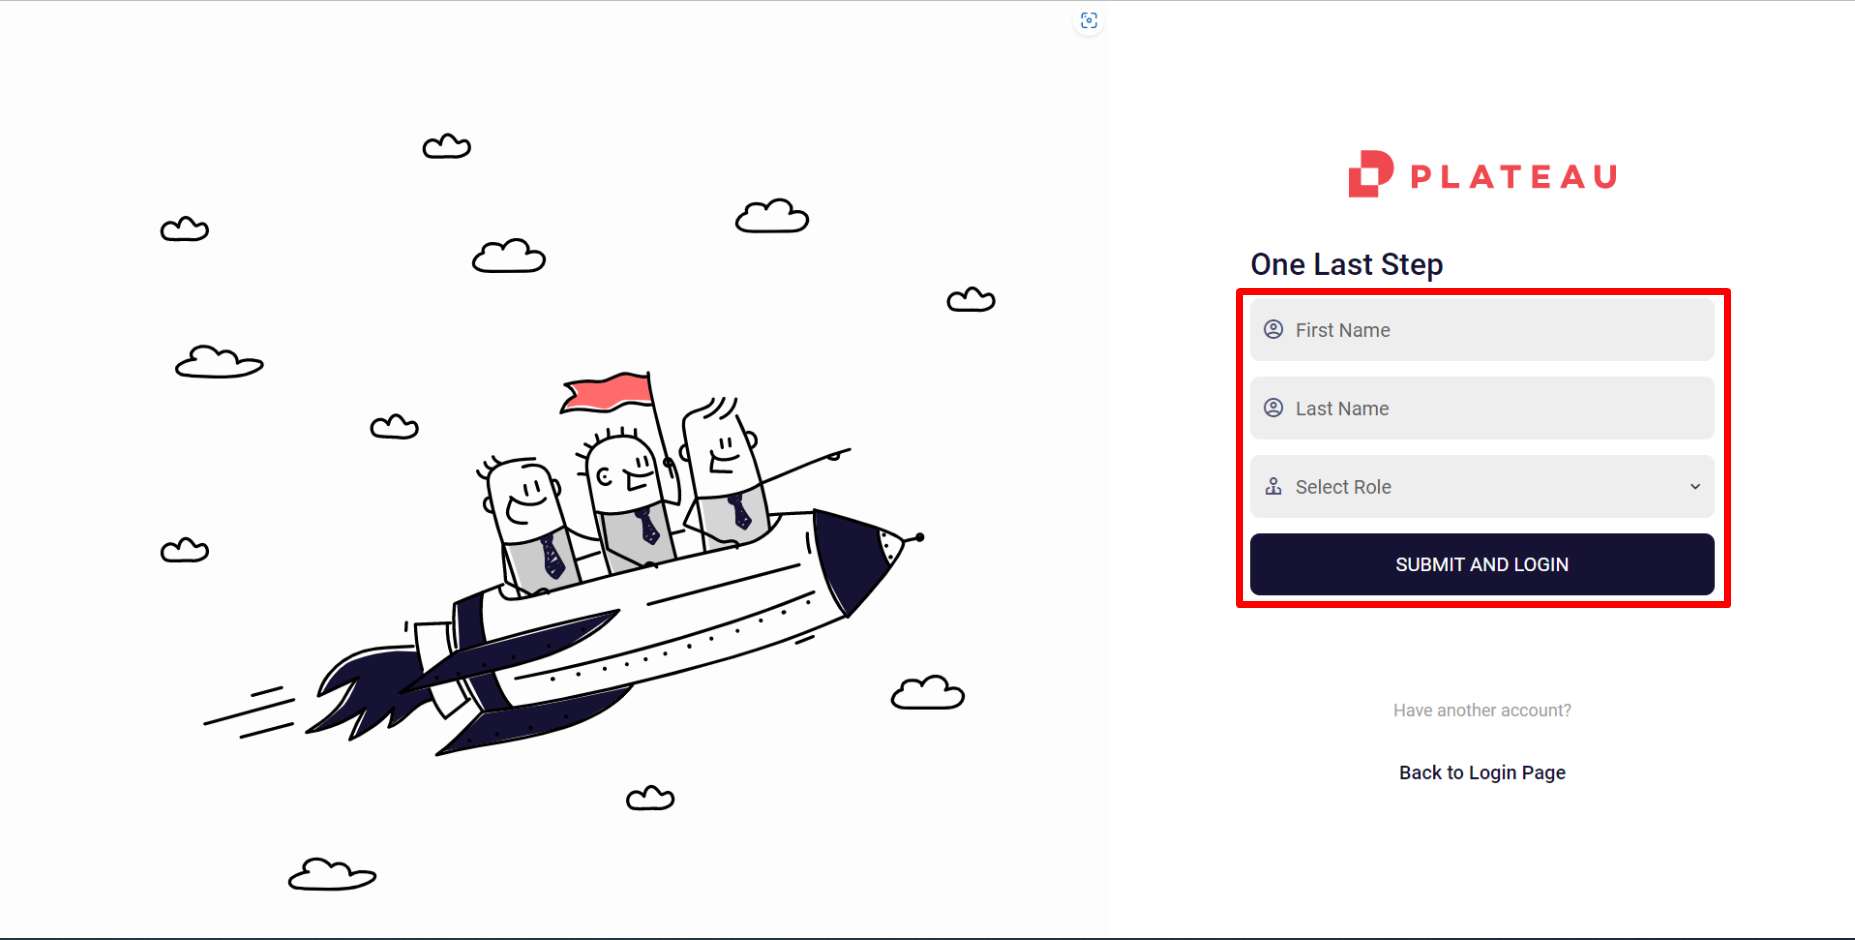 PLATEAU
One Last Step
First Name
Last Name
Select Role
SUBMIT AND LOGIN
Have another account?
Back to Login Page